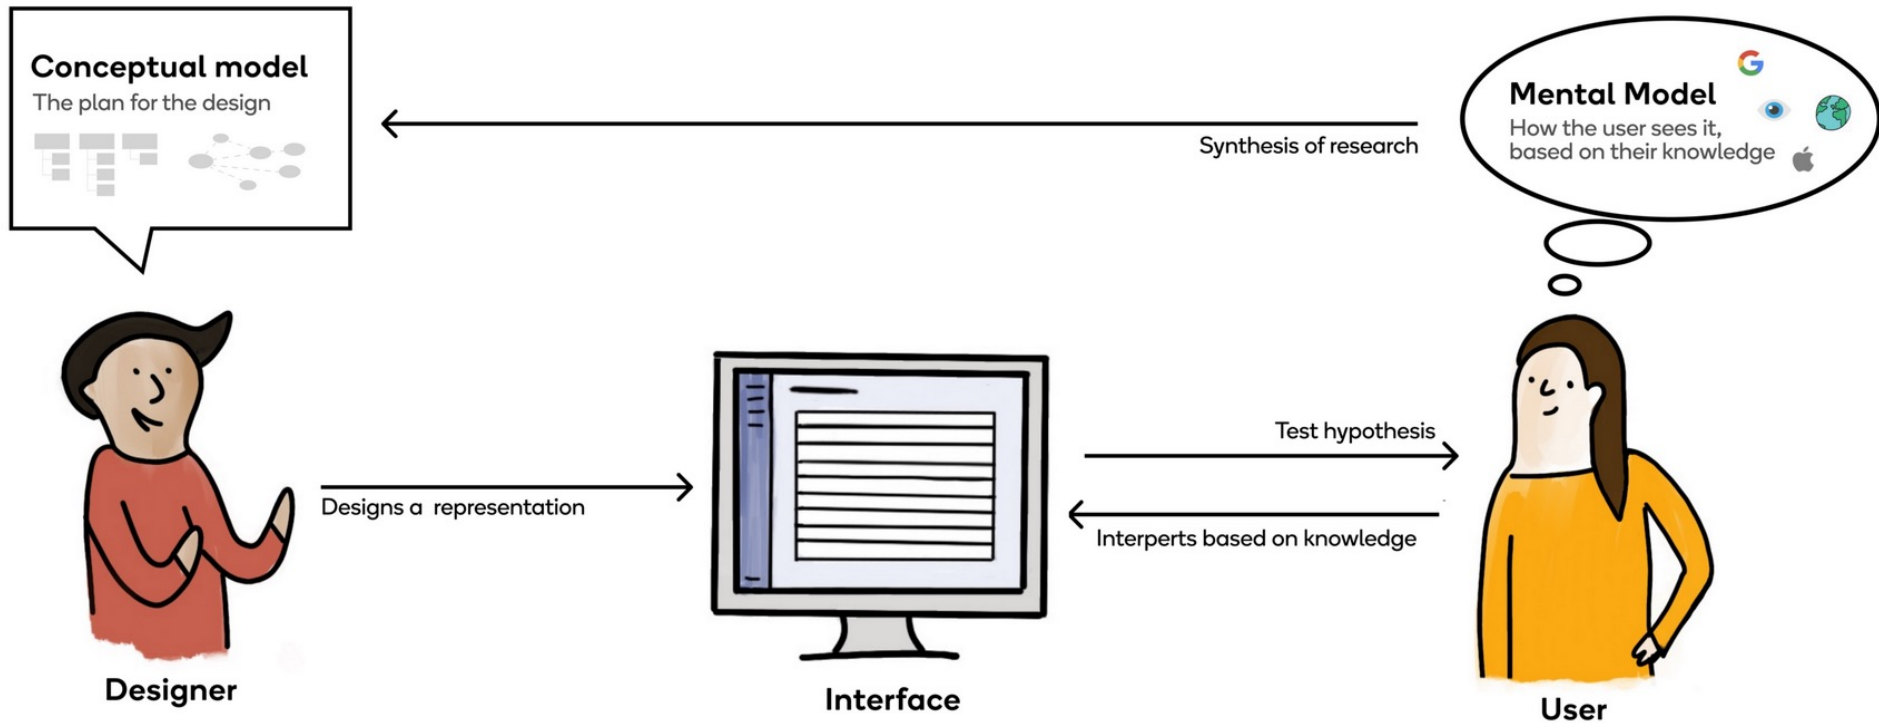 Conceptual model
The plan for the design
Mental Model
How the user sees it,
based on their knowledge
Synthesis of research
Test hypothesis
Designs a representation
Interperts based on knowledge
Designer
Interface
User